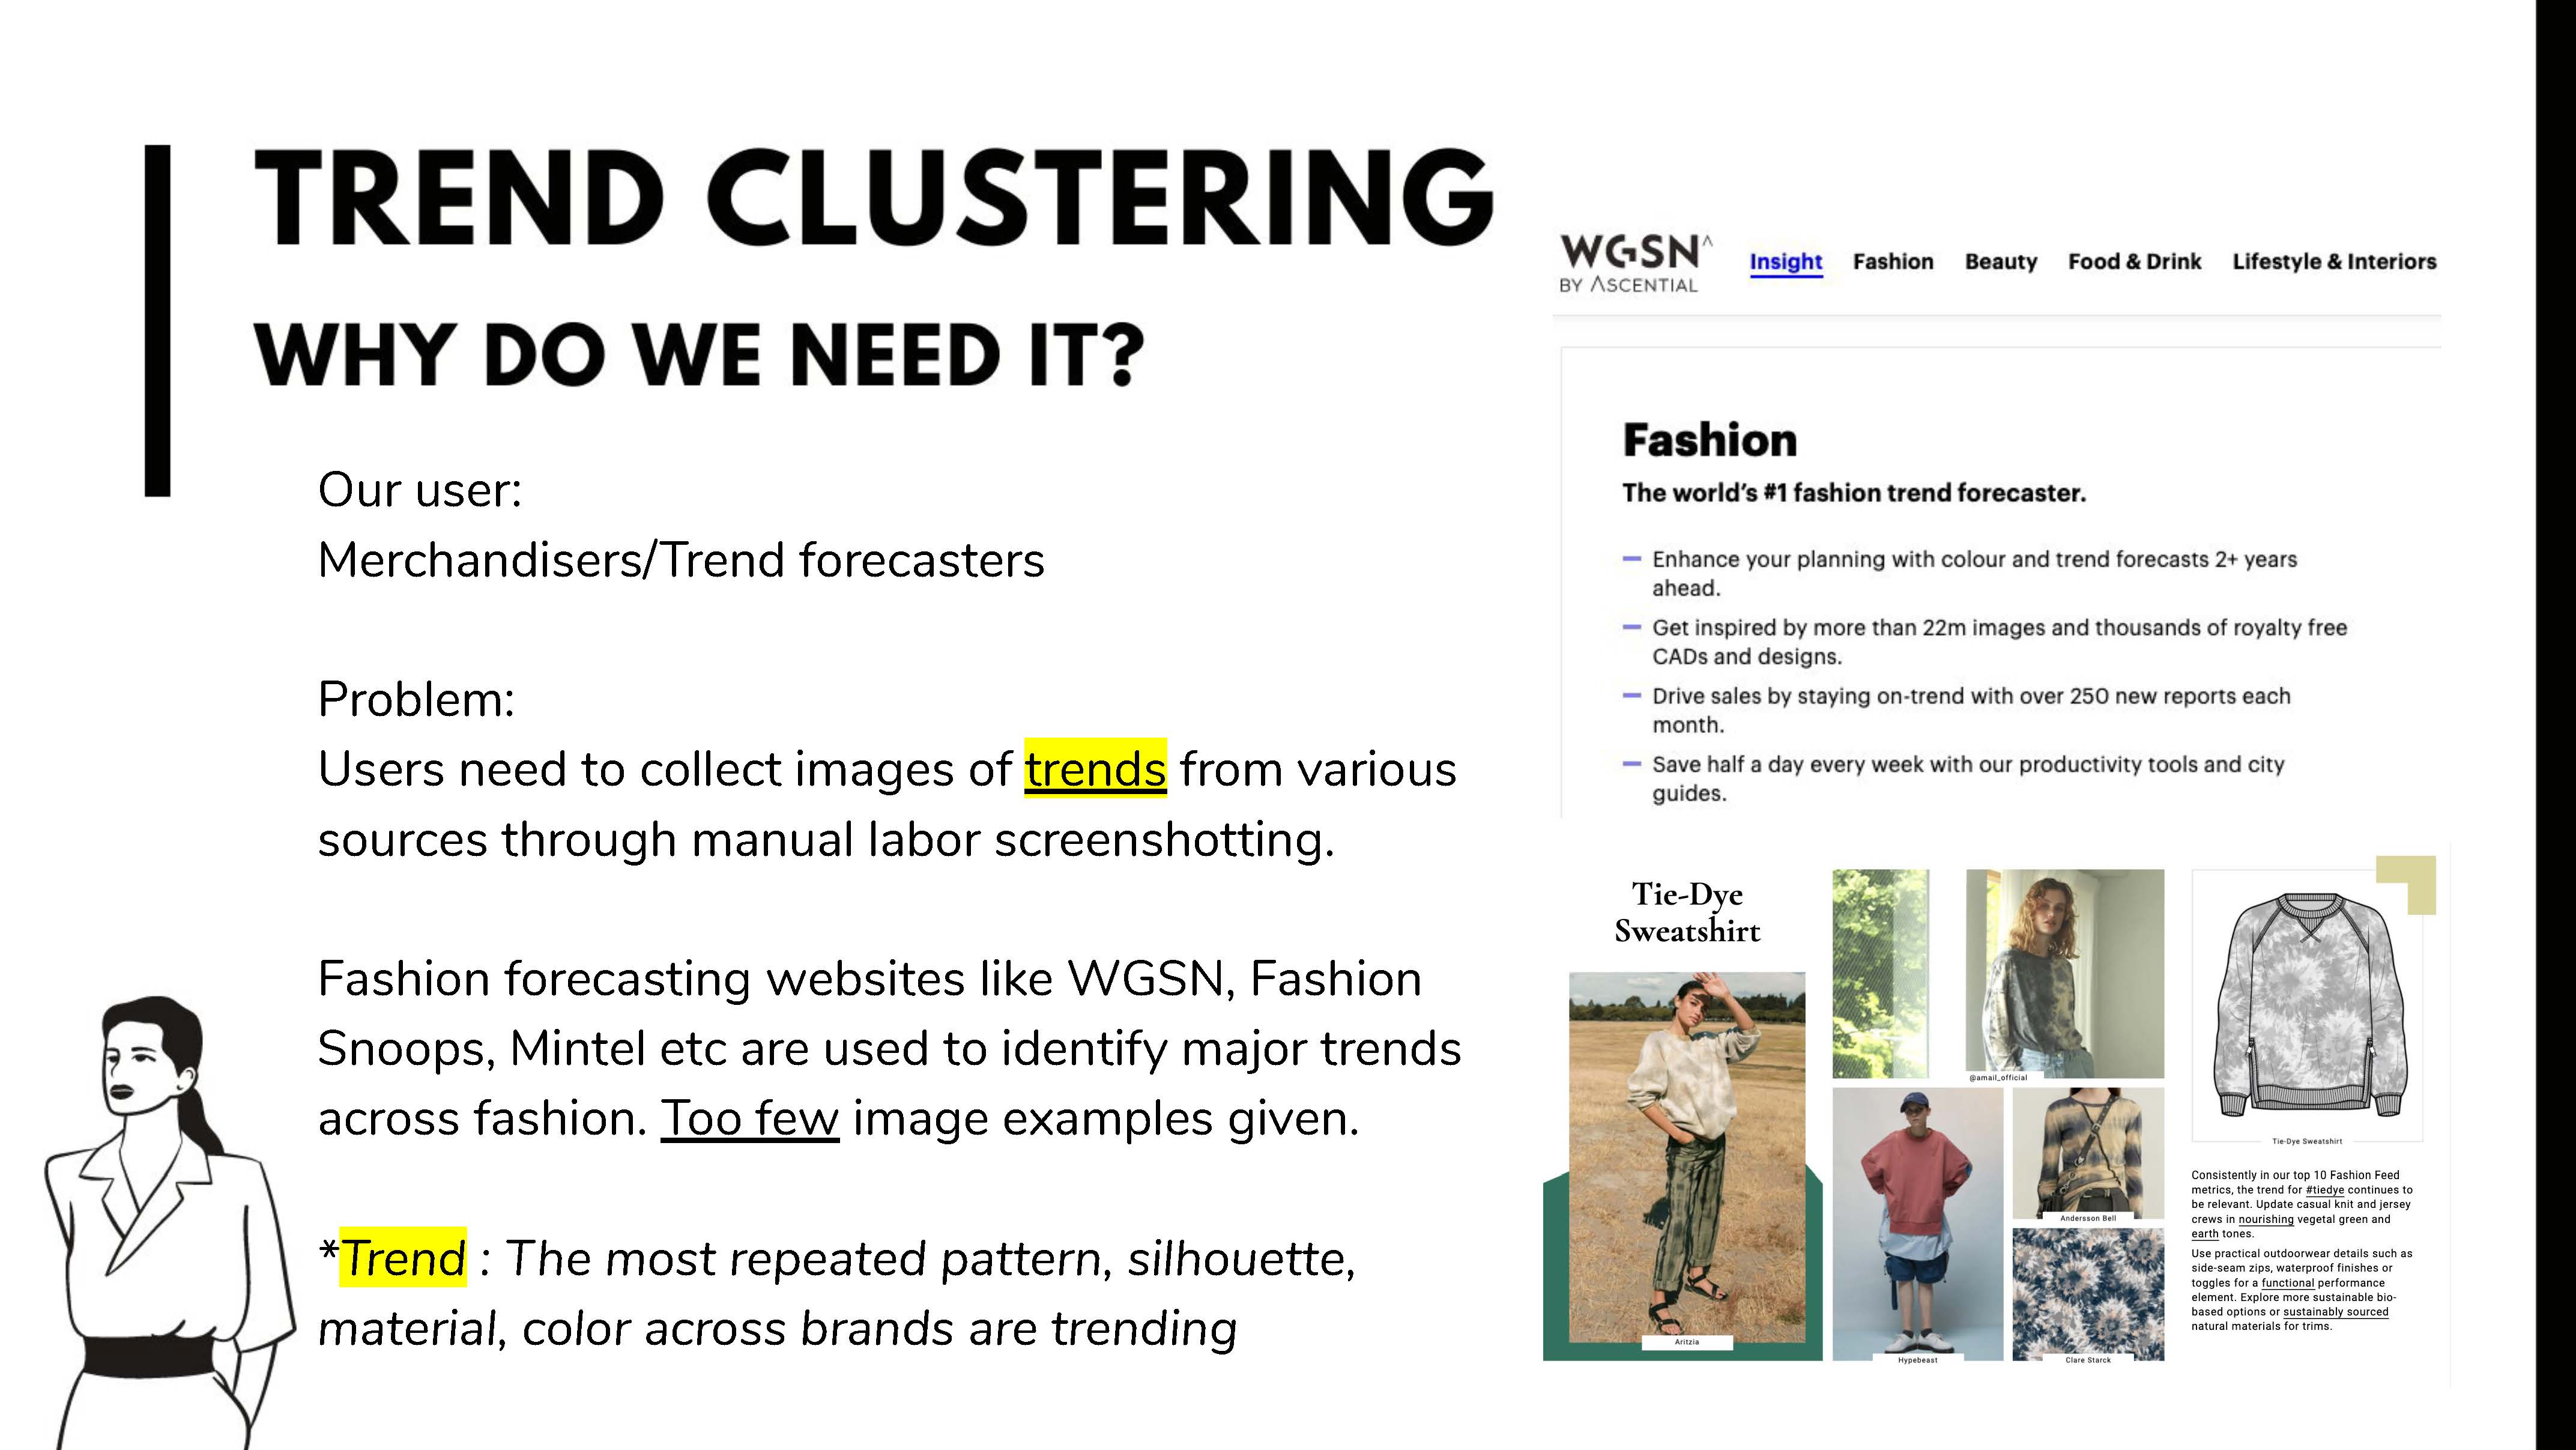 TREND CLUSTERING
WHY DO WE NEED IT?
Our user:
Merchandisers/Trend forecasters
Problem:
Users need to collect images of trends from various
sources through manual labor screenshotting.
Fashion forecasting websites like WGSN, Fashion
Snoops, Mintel etc are used to identify major trends
across fashion. Too few image examples given.
*Trend : The most repeated pattern, silhouette,
material, color across brands are trending
WGSN^
BY ASCENTIAL
Insight Fashion Beauty Food & Drink Lifestyle & Interiors
Fashion
The world's #1 fashion trend forecaster.
Enhance your planning with colour and trend forecasts 2+ years
ahead.
Get inspired by more than 22m images and thousands of royalty free
CADs and designs.
Drive sales by staying on-trend with over 250 new reports each
month.
Save half a day every week with our productivity tools and city
guides.
Tie-Dye
Sweatshirt
Aritzia
@amail_official
Hypebeast
Andersson Bell
Clare Starck
Tie-Dye Sweatshirt
Consistently in our top 10 Fashion Feed
metrics, the trend for #tiedye continues to
be relevant. Update casual knit and jersey
crews in nourishing vegetal green and
earth tones.
Use practical outdoorwear details such as
side-seam zips, waterproof finishes or
toggles for a functional performance
element. Explore more sustainable bio-
based options or sustainably sourced
natural materials for trims.